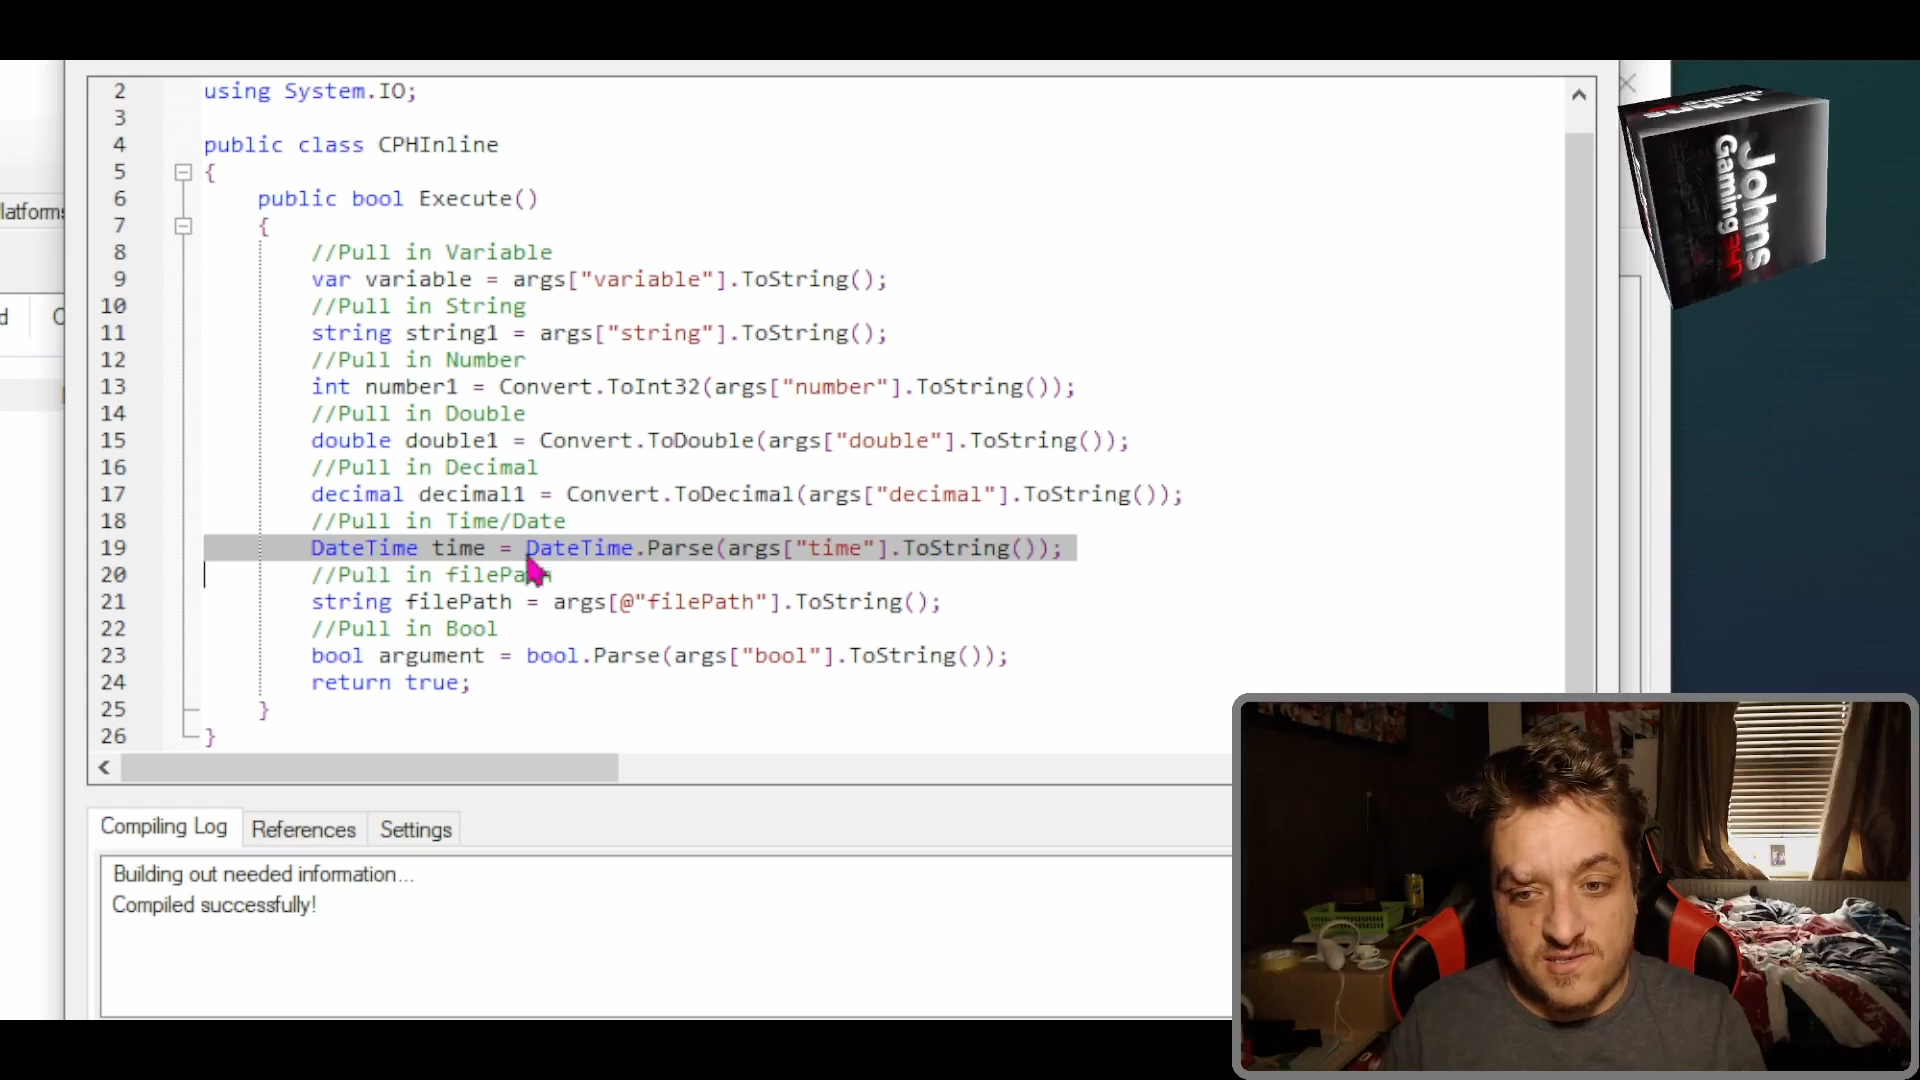 2 using System.IO;
3
4 public class CPHInline
5 {
6 public bool Execute()
7 {
8 //Pull in Variable
9 var variable = args["variable"].ToString();
10 //Pull in String
11 string string1 = args["string"].ToString();
12 //Pull in Number
13 int number1 = Convert.ToInt32(args["number"].ToString());
14 //Pull in Double
15 double double1 = Convert.ToDouble(args["double"].ToString());
16 //Pull in Decimal
17 decimal decimal1 = Convert.ToDecimal(args["decimal"].ToString());
18 //Pull in Time/Date
19 DateTime time = DateTime.Parse(args["time"].ToString());
20 //Pull in filePath
21 string filePath = args[@"filePath"].ToString();
22 //Pull in Bool
23 bool argument = bool.Parse(args["bool"].ToString());
24 return true;
25 }
26 }
latforms
Compiling Log References Settings
Building out needed information...
Compiled successfully!
Johns
Gaming